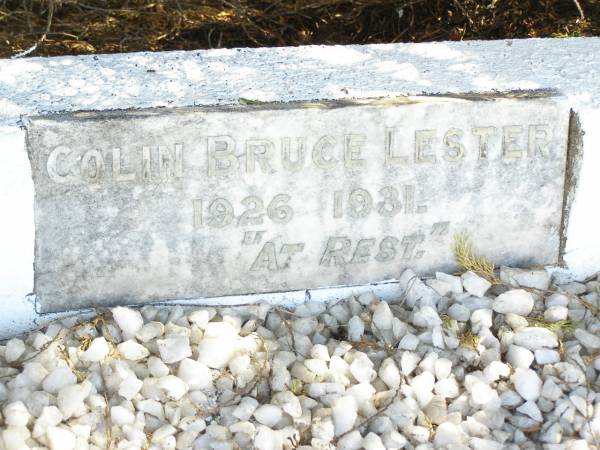 COLIN BRUCE LESTER
1926 1931.
"AT REST."